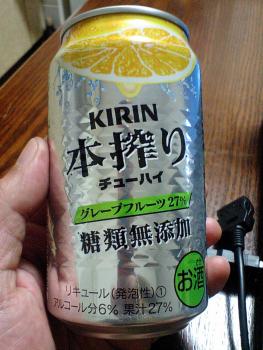 KIRIN
本搾り
チューハイ
グレープフルーツ27%
糖類無添加
お酒
リキュール(発泡性)①
アルコール分6% 果汁27%